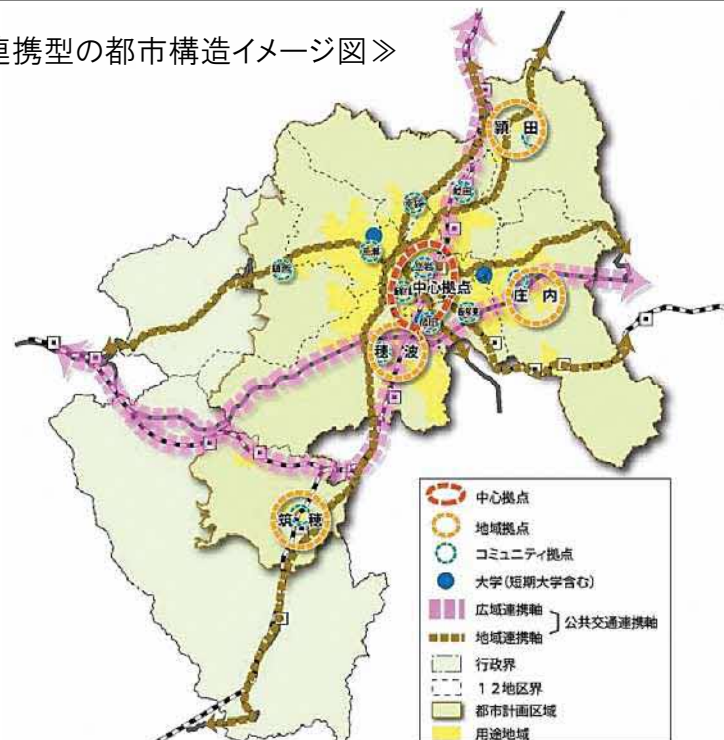 連携型の都市構造イメージ図≫
頴 田
中心拠点
庄 内
穂 波
筑 穂
中心拠点
地域拠点
コミュニティ拠点
大学(短期大学含む)
広域連携軸
公共交通連携軸
地域連携軸
行政界
12地区界
都市計画区域
用途地域